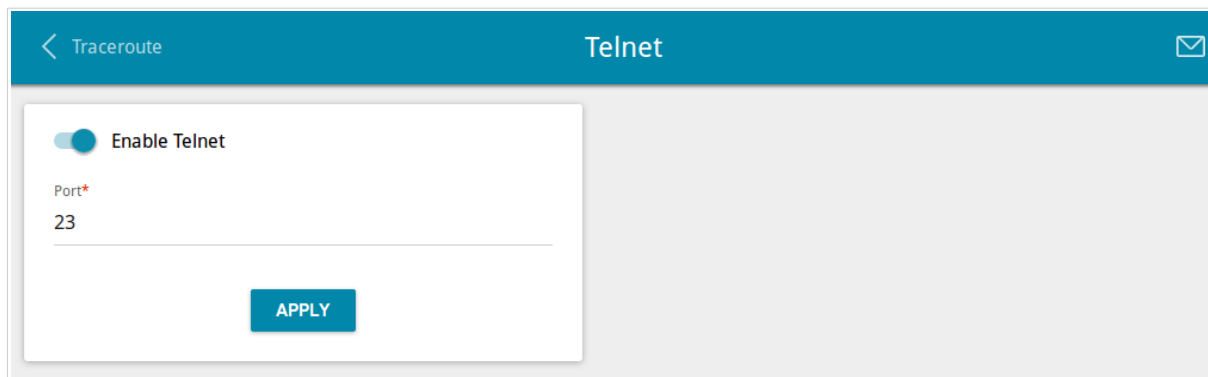 Traceroute
Telnet
Enable Telnet
Port*
23
APPLY